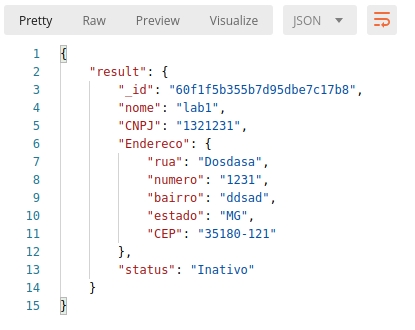 Pretty Raw Preview Visualize JSON
1 {
2     "result": {
3         "_id": "60f1f5b355b7d95dbe7c17b8",
4         "nome": "lab1",
5         "CNPJ": "1321231",
6         "Endereco": {
7             "rua": "Dosdasa",
8             "numero": "1231",
9             "bairro": "ddsad",
10             "estado": "MG",
11             "CEP": "35180-121"
12         },
13         "status": "Inativo"
14     }
15 }